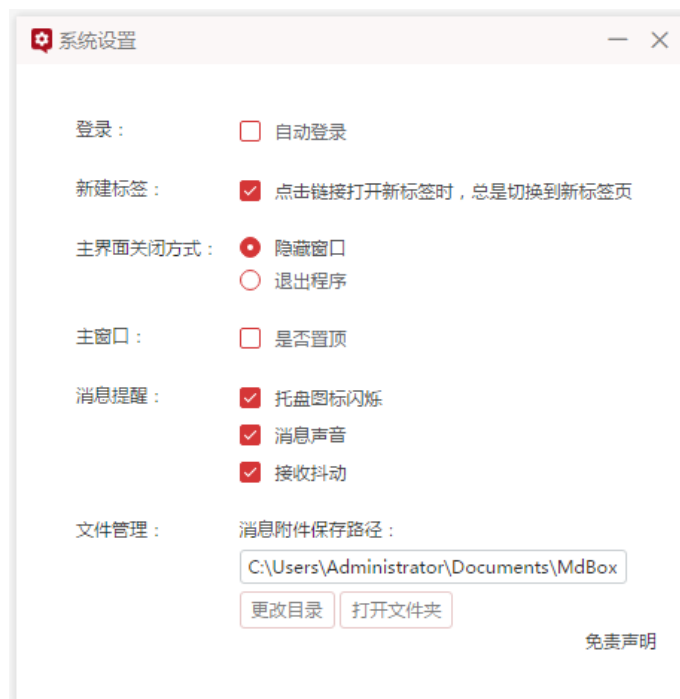 系统设置
登录： 自动登录
新建标签： 点击链接打开新标签时，总是切换到新标签页
主界面关闭方式： 隐藏窗口
退出程序
主窗口： 是否置顶
消息提醒： 托盘图标闪烁
消息声音
接收抖动
文件管理： 消息附件保存路径：
C:\Users\Administrator\Documents\MdBox
更改目录 打开文件夹
免责声明